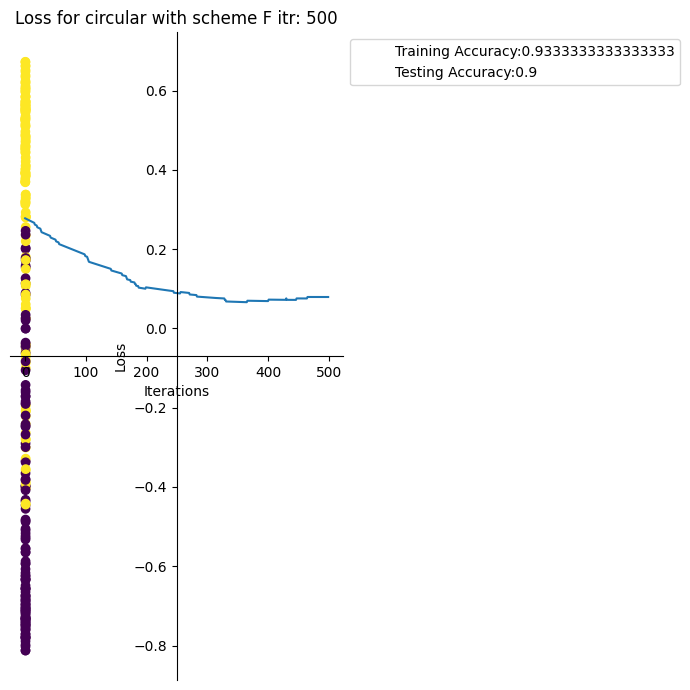 Loss for circular with scheme F itr: 500
Training Accuracy:0.9333333333333333
Testing Accuracy:0.9
0.6
0.4
0.2
0.0
Loss
0 100 200 300 400 500
Iterations
−0.2
−0.4
−0.6
−0.8